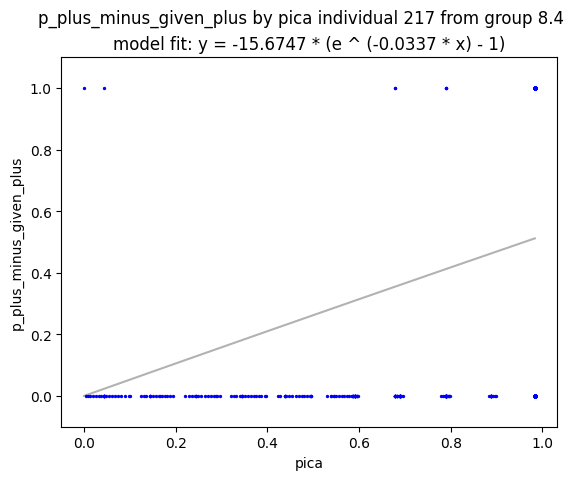 p_plus_minus_given_plus by pica individual 217 from group 8.4
model fit: y = -15.6747 * (e ^ (-0.0337 * x) - 1)
p_plus_minus_given_plus
1.0
0.8
0.6
0.4
0.2
0.0
0.0 0.2 0.4 0.6 0.8 1.0
pica